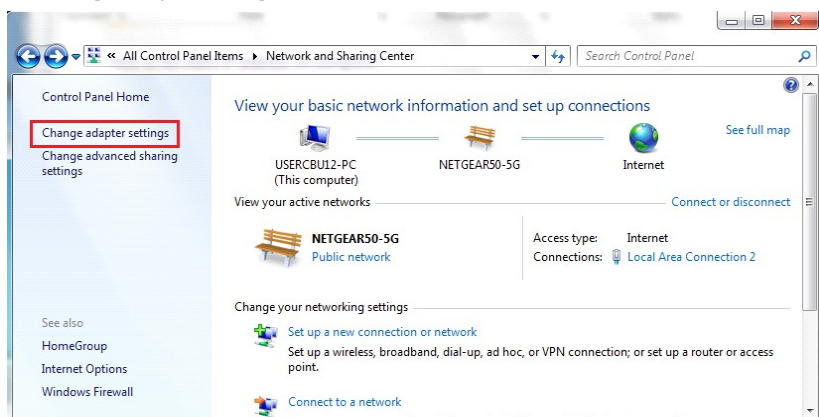 « All Control Panel Items ▸ Network and Sharing Center
Search Control Panel
Control Panel Home
Change adapter settings
Change advanced sharing
settings
See also
HomeGroup
Internet Options
Windows Firewall
View your basic network information and set up connections
See full map
USERCBU12-PC
(This computer)
NETGEAR50-5G
Internet
View your active networks
Connect or disconnect
NETGEAR50-5G
Public network
Access type: Internet
Connections: Local Area Connection 2
Change your networking settings
Set up a new connection or network
Set up a wireless, broadband, dial-up, ad hoc, or VPN connection; or set up a router or access
point.
Connect to a network